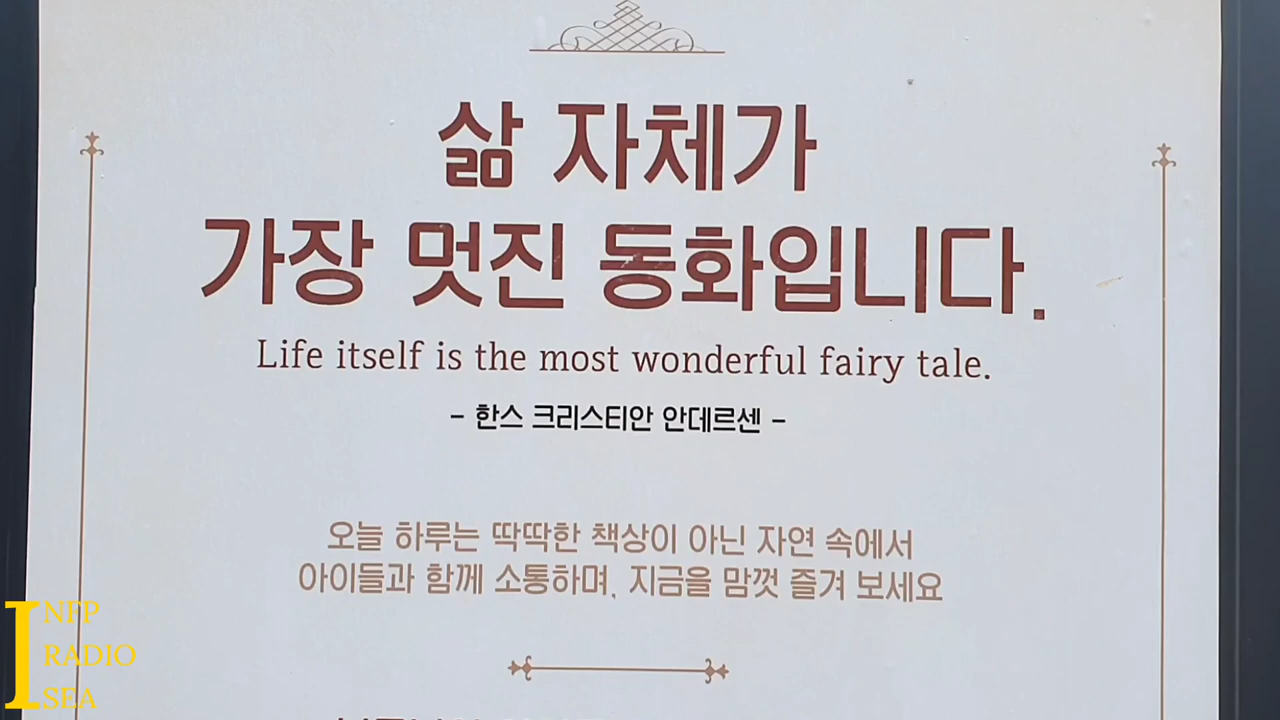 삶 자체가
가장 멋진 동화입니다.
Life itself is the most wonderful fairy tale.
- 한스 크리스티안 안데르센 -
오늘 하루는 딱딱한 책상이 아닌 자연 속에서
아이들과 함께 소통하며, 지금을 맘껏 즐겨 보세요
INFP
RADIO
SEA